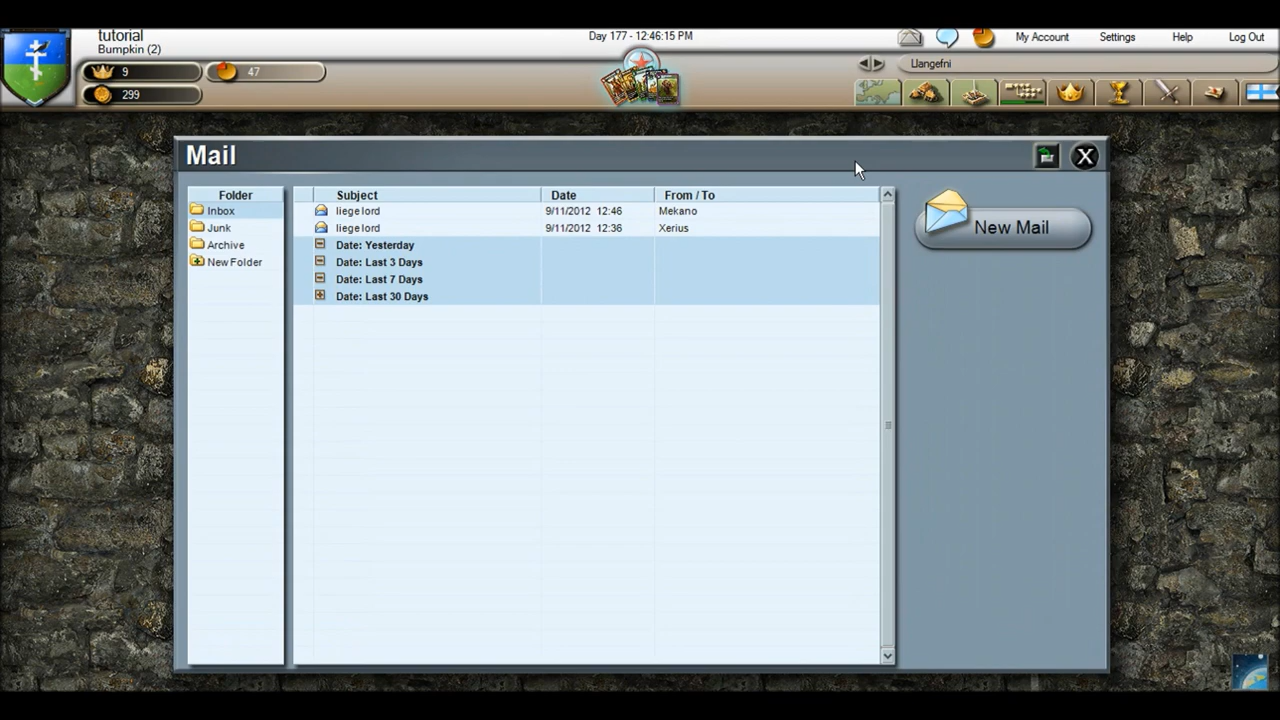 tutorial
Bumpkin (2)
Day 177 - 12:46:15 PM
My Account Settings Help Log Out
9 47
299
Llangefni
Mail
Folder Subject Date From / To
Inbox liege lord 9/11/2012 12:46 Mekano
Junk liege lord 9/11/2012 12:36 Xerius
Archive Date: Yesterday
New Folder Date: Last 3 Days
Date: Last 7 Days
Date: Last 30 Days
New Mail
X